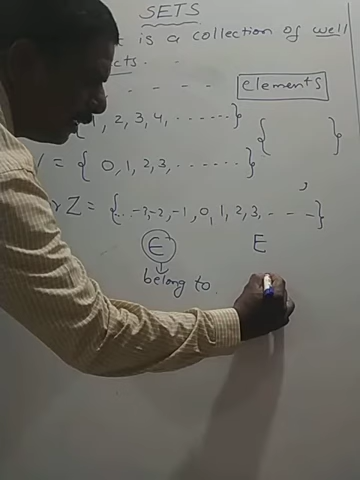 SETS
is a collection of well
cts.
elements
1, 2, 3, 4, ......}
{ }
= { 0, 1, 2, 3, .......
Z = {... -3, -2, -1, 0, 1, 2, 3, - - -}
∈ E
belong to